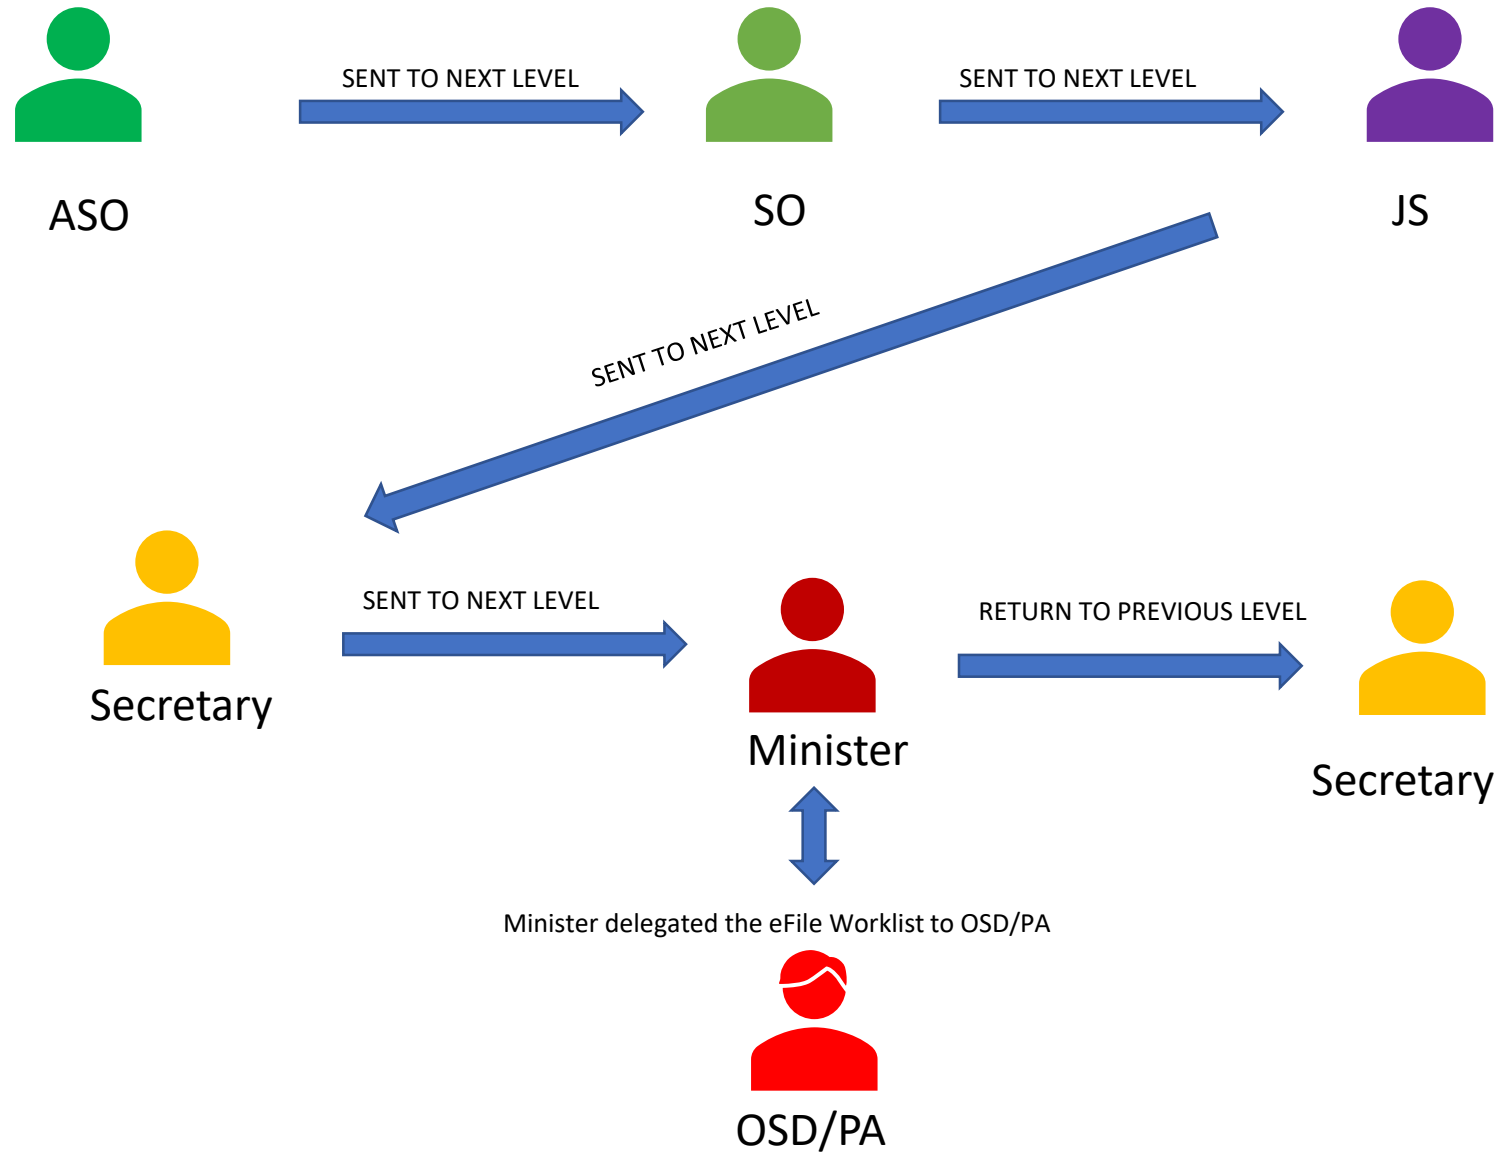 SENT TO NEXT LEVEL
SENT TO NEXT LEVEL
ASO
SO
JS
SENT TO NEXT LEVEL
SENT TO NEXT LEVEL
RETURN TO PREVIOUS LEVEL
Secretary
Minister
Secretary
Minister delegated the eFile Worklist to OSD/PA
OSD/PA